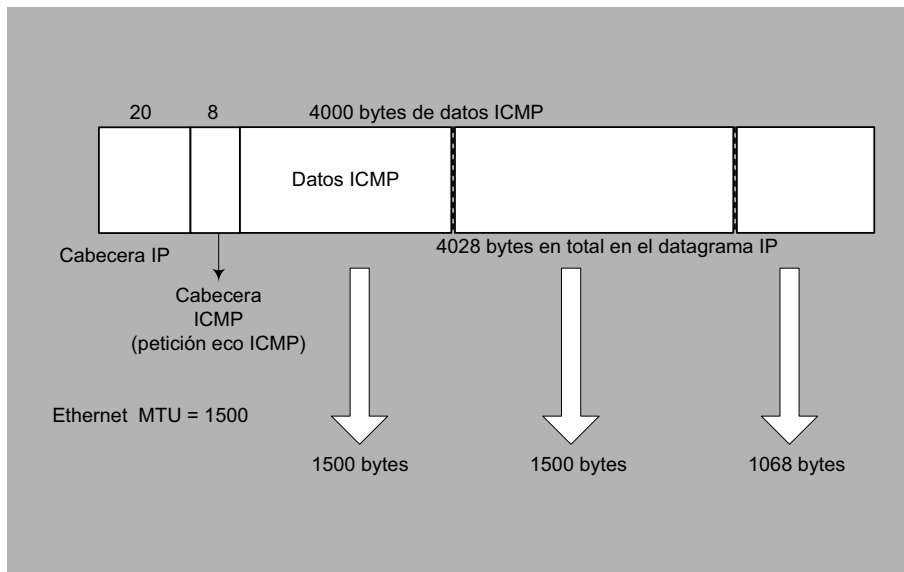 20 8 4000 bytes de datos ICMP
Datos ICMP
Cabecera IP
4028 bytes en total en el datagrama IP
Cabecera
ICMP
(petición eco ICMP)
Ethernet MTU = 1500
1500 bytes 1500 bytes 1068 bytes